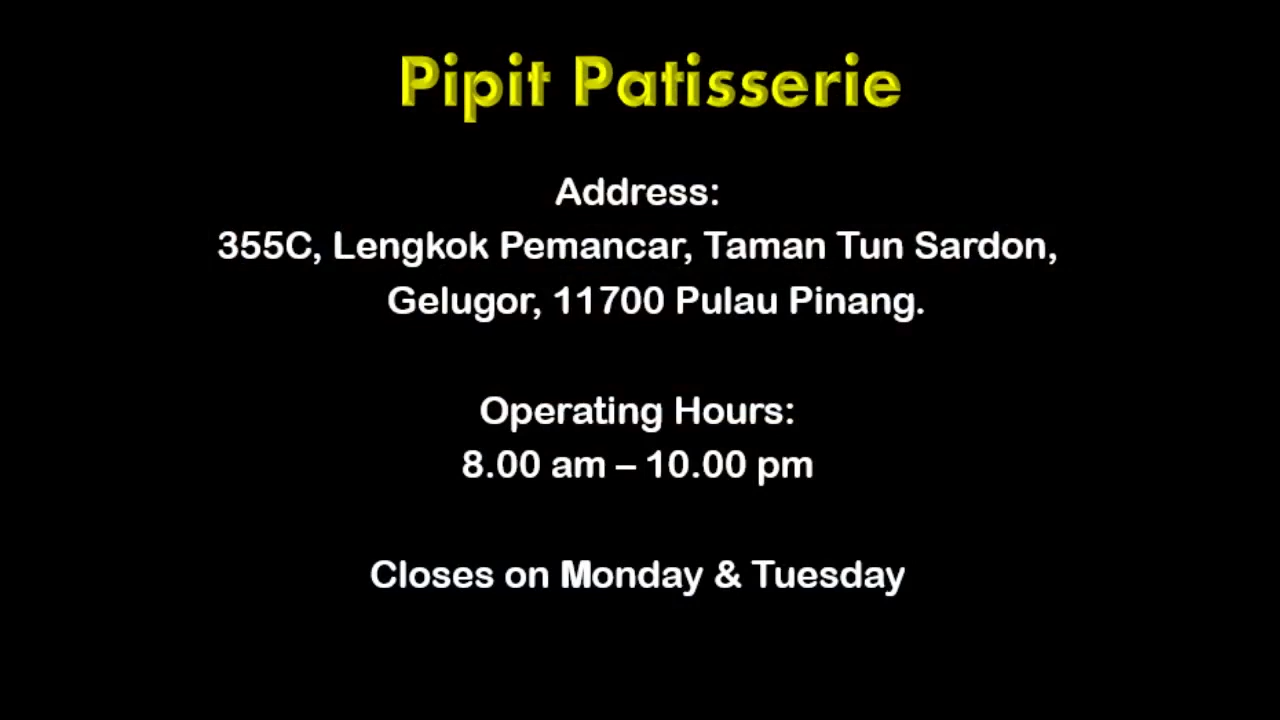 Pipit Patisserie
Address:
355C, Lengkok Pemancar, Taman Tun Sardon,
Gelugor, 11700 Pulau Pinang.
Operating Hours:
8.00 am – 10.00 pm
Closes on Monday & Tuesday